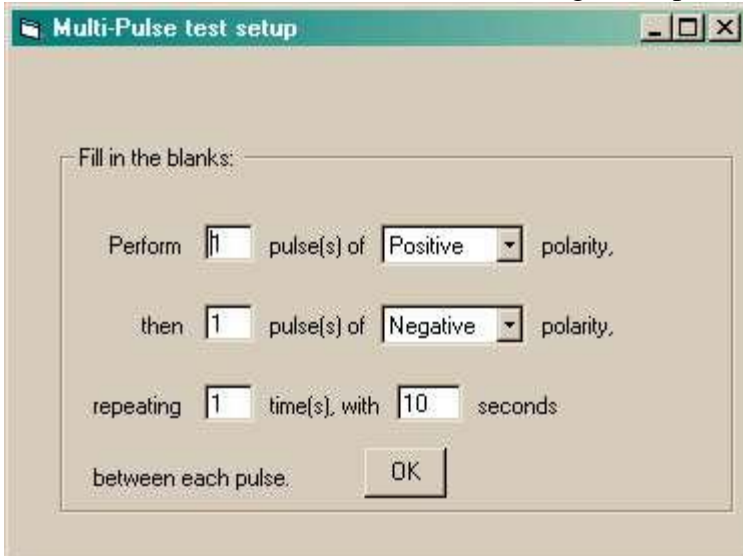 Multi-Pulse test setup
Fill in the blanks:
Perform 1 pulse(s) of Positive polarity,
then 1 pulse(s) of Negative polarity,
repeating 1 time(s), with 10 seconds
between each pulse. OK